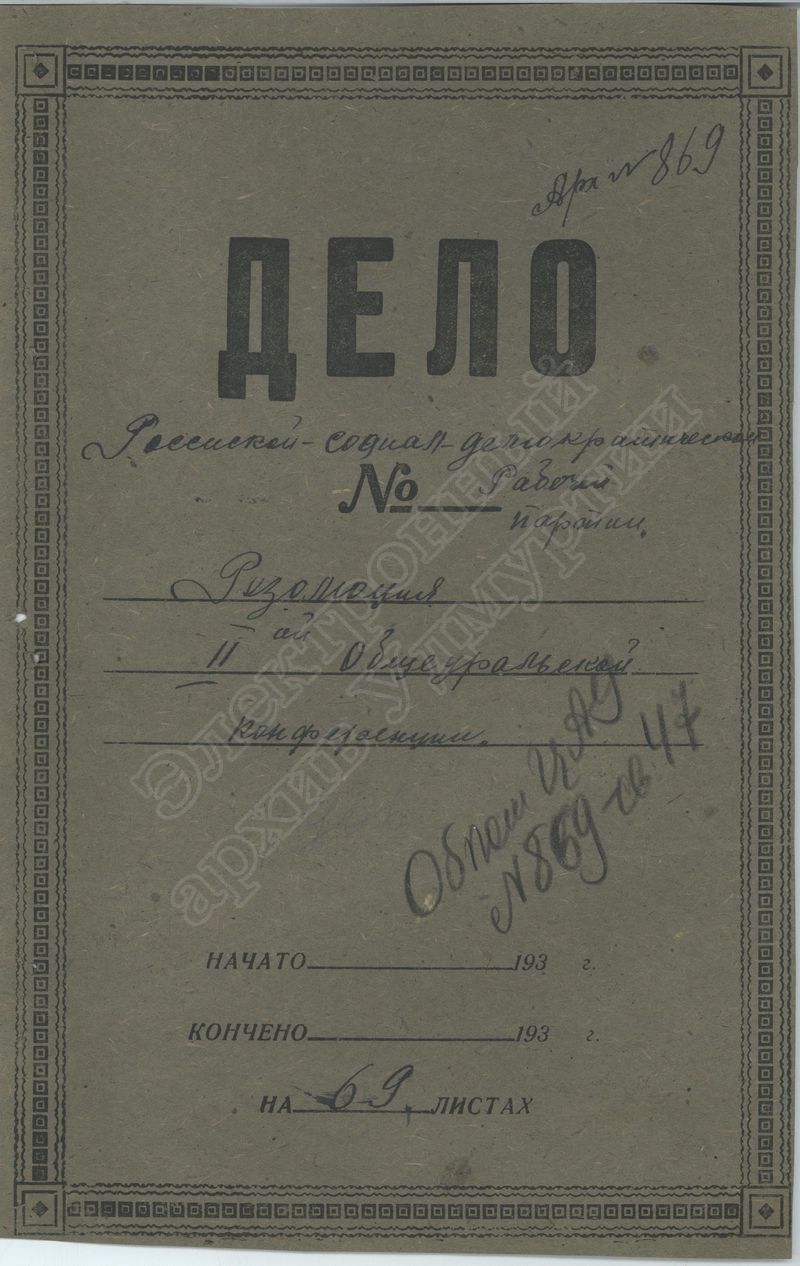 Арх № 869
ДЕЛО
Российской-социал-демократической
№ Рабочей
партии.
Резолюция
II ой Общеуральской
конференции.
ЦАУ
№ 869-св 47
НАЧАТО 193 г.
КОНЧЕНО 193 г.
НА 69 ЛИСТАХ
Электронный
архив Удмуртии